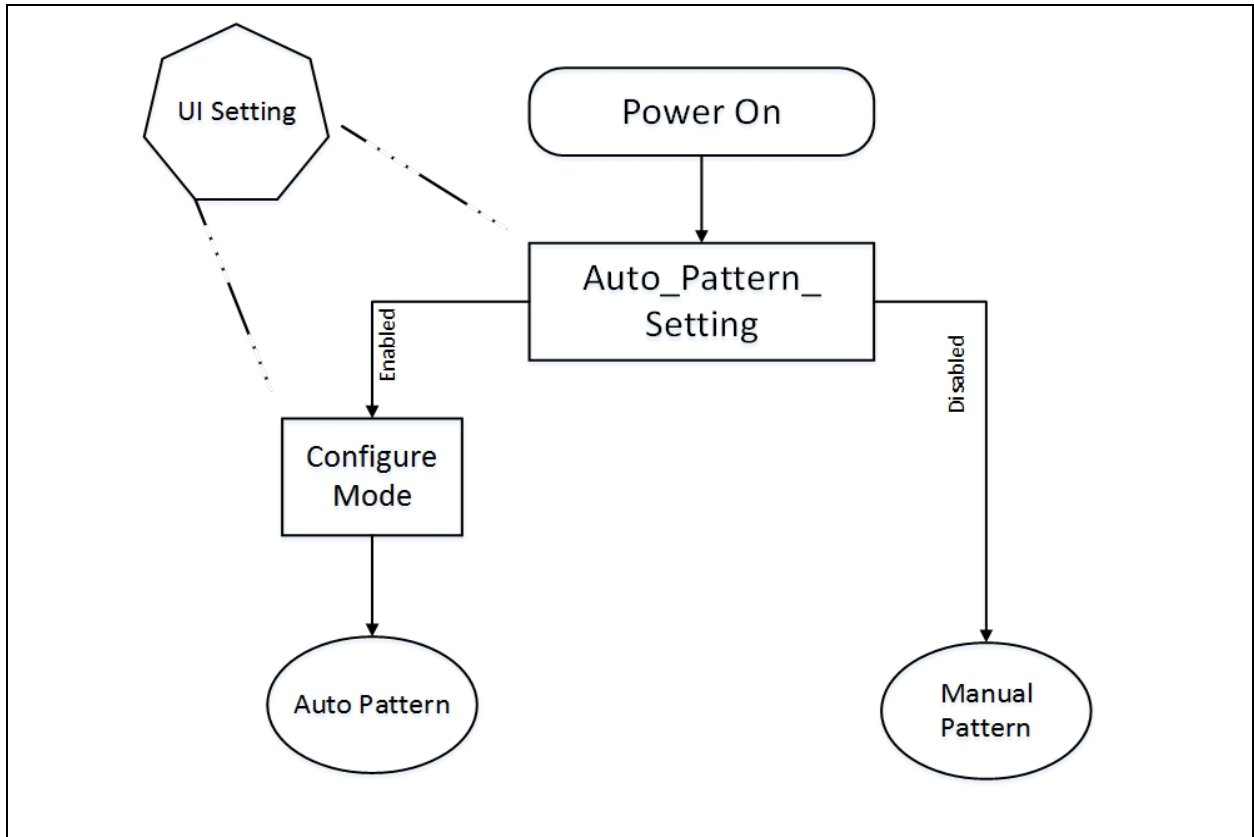 UI Setting
Power On
Auto_Pattern_
Setting
Enabled
Disabled
Configure
Mode
Auto Pattern
Manual
Pattern